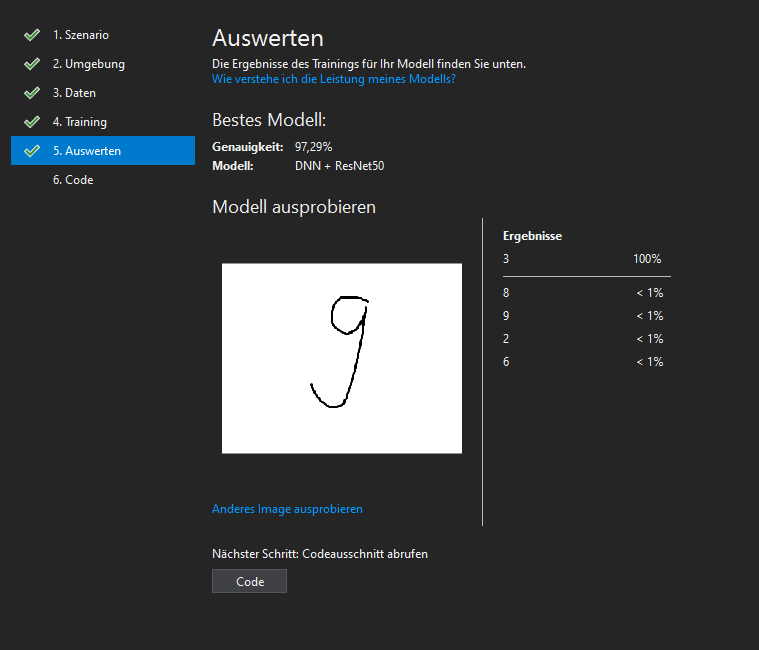 1. Szenario
2. Umgebung
3. Daten
4. Training
5. Auswerten
6. Code
Auswerten
Die Ergebnisse des Trainings für Ihr Modell finden Sie unten.
Wie verstehe ich die Leistung meines Modells?
Bestes Modell:
Genauigkeit: 97,29%
Modell: DNN + ResNet50
Modell ausprobieren
9
Anderes Image ausprobieren
Ergebnisse
3 100%
8 < 1%
9 < 1%
2 < 1%
6 < 1%
Nächster Schritt: Codeausschnitt abrufen
Code